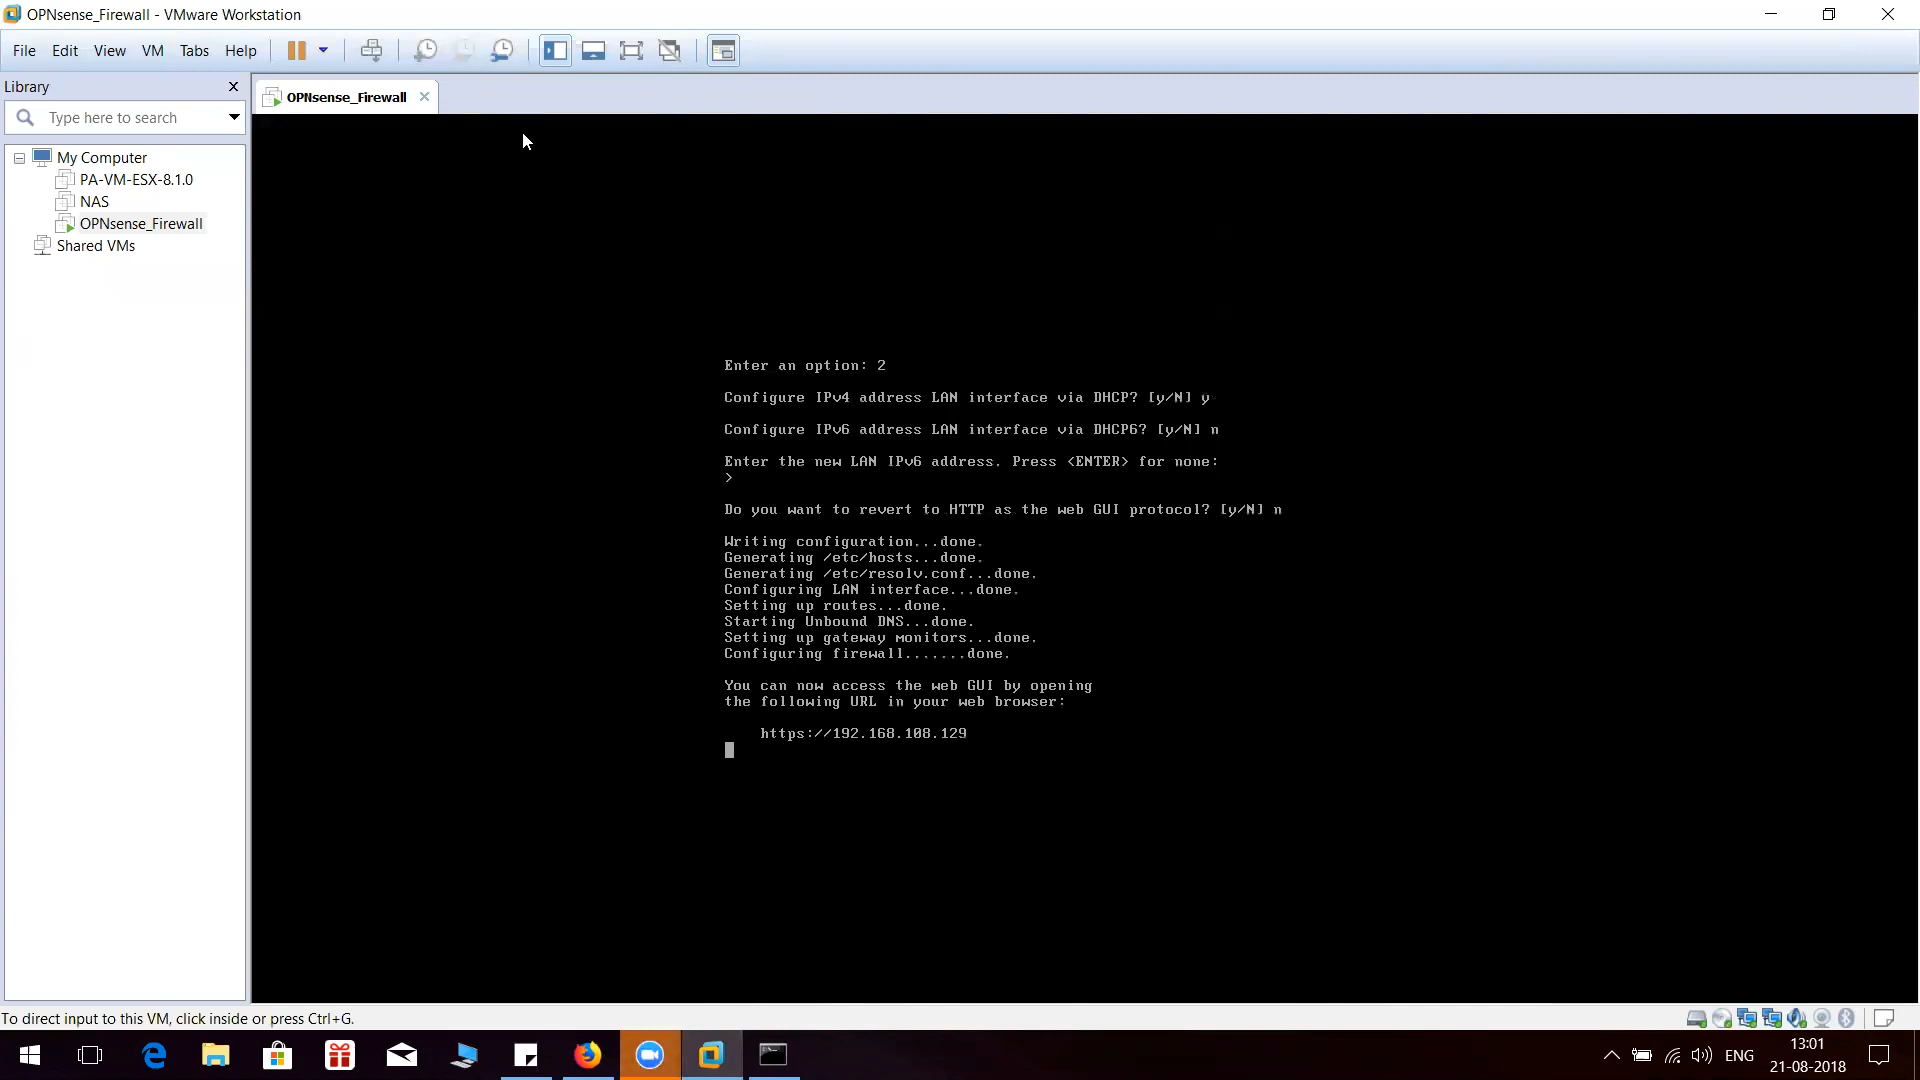 OPNsense_Firewall - VMware Workstation
File Edit View VM Tabs Help
Library
OPNsense_Firewall
Type here to search
My Computer
PA-VM-ESX-8.1.0
NAS
OPNsense_Firewall
Shared VMs
Enter an option: 2
Configure IPv4 address LAN interface via DHCP? [y/N] y
Configure IPv6 address LAN interface via DHCP6? [y/N] n
Enter the new LAN IPv6 address. Press <ENTER> for none:
>
Do you want to revert to HTTP as the web GUI protocol? [y/N] n
Writing configuration...done.
Generating /etc/hosts...done.
Generating /etc/resolv.conf...done.
Configuring LAN interface...done.
Setting up routes...done.
Starting Unbound DNS...done.
Setting up gateway monitors...done.
Configuring firewall.......done.
You can now access the web GUI by opening
the following URL in your web browser:
https://192.168.108.129
To direct input to this VM, click inside or press Ctrl+G.
ENG
13:01
21-08-2018